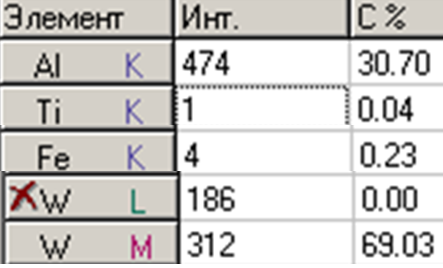 Элемент Инт. C %
Al K 474 30.70
Ti K 1 0.04
Fe K 4 0.23
W L 186 0.00
W M 312 69.03